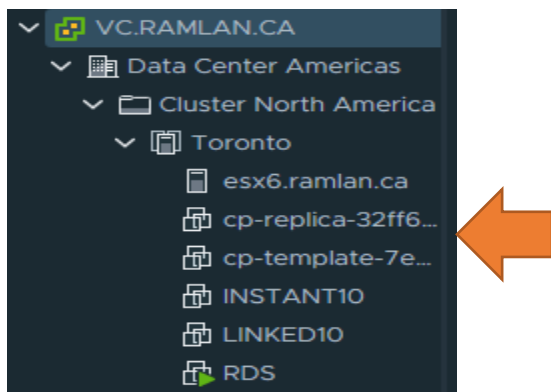 VC.RAMLAN.CA
Data Center Americas
Cluster North America
Toronto
esx6.ramlan.ca
cp-replica-32ff6...
cp-template-7e...
INSTANT10
LINKED10
RDS